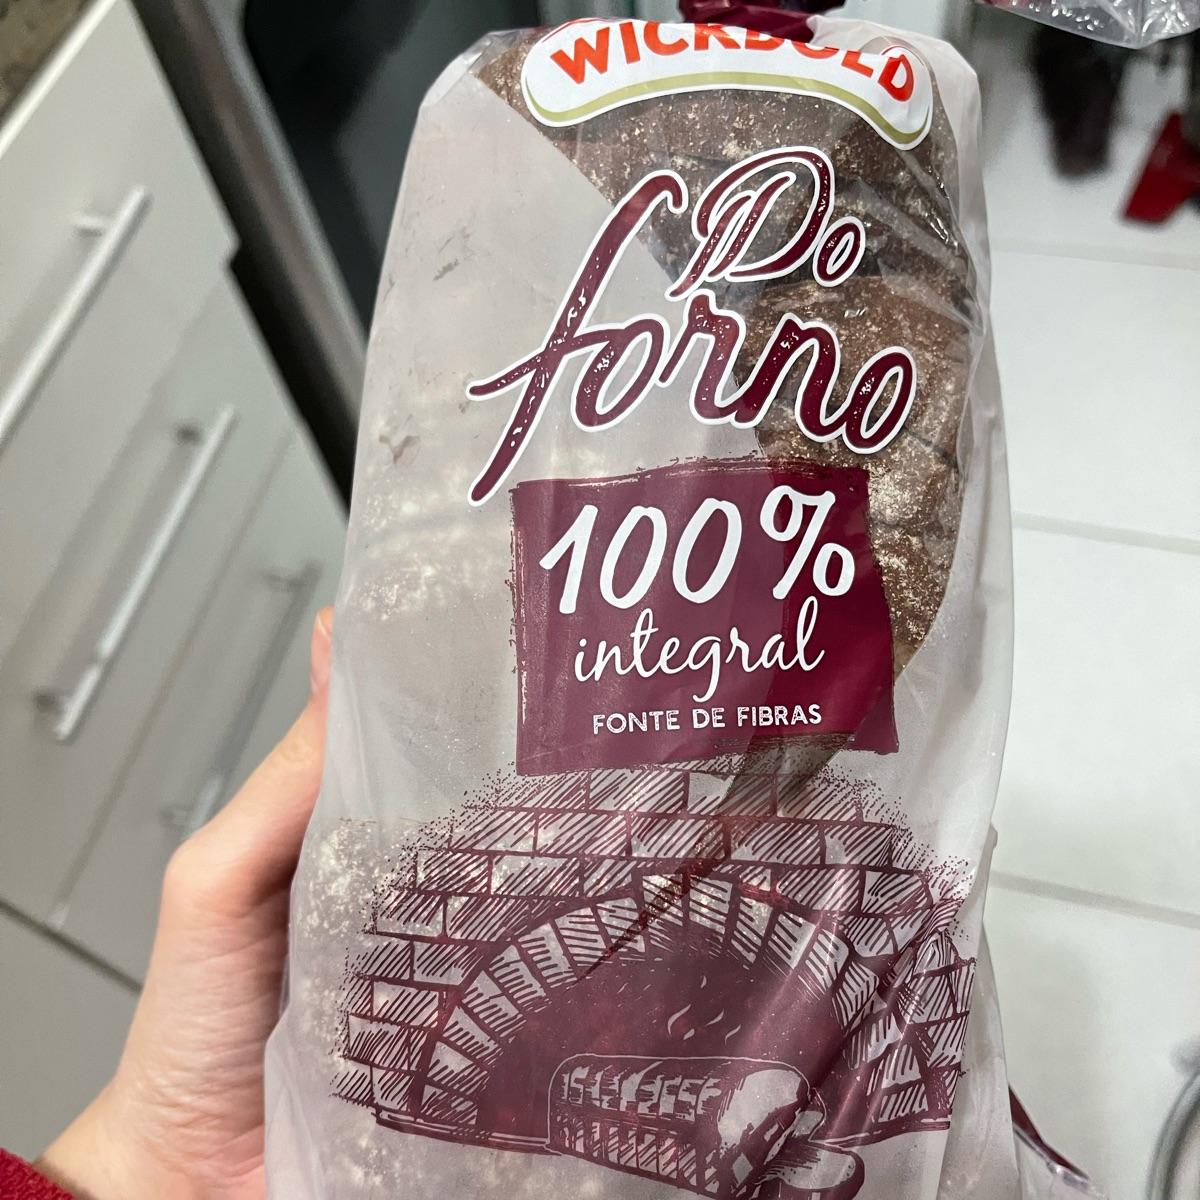 WICKBOLD
Do
forno
100%
integral
FONTE DE FIBRAS